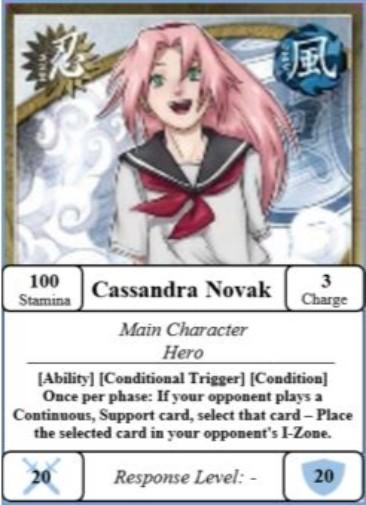 忍
風
100
Stamina
Cassandra Novak
3
Charge
Main Character
Hero
[Ability] [Conditional Trigger] [Condition]
Once per phase: If your opponent plays a
Continuous, Support card, select that card – Place
the selected card in your opponent's I-Zone.
20
Response Level: -
20